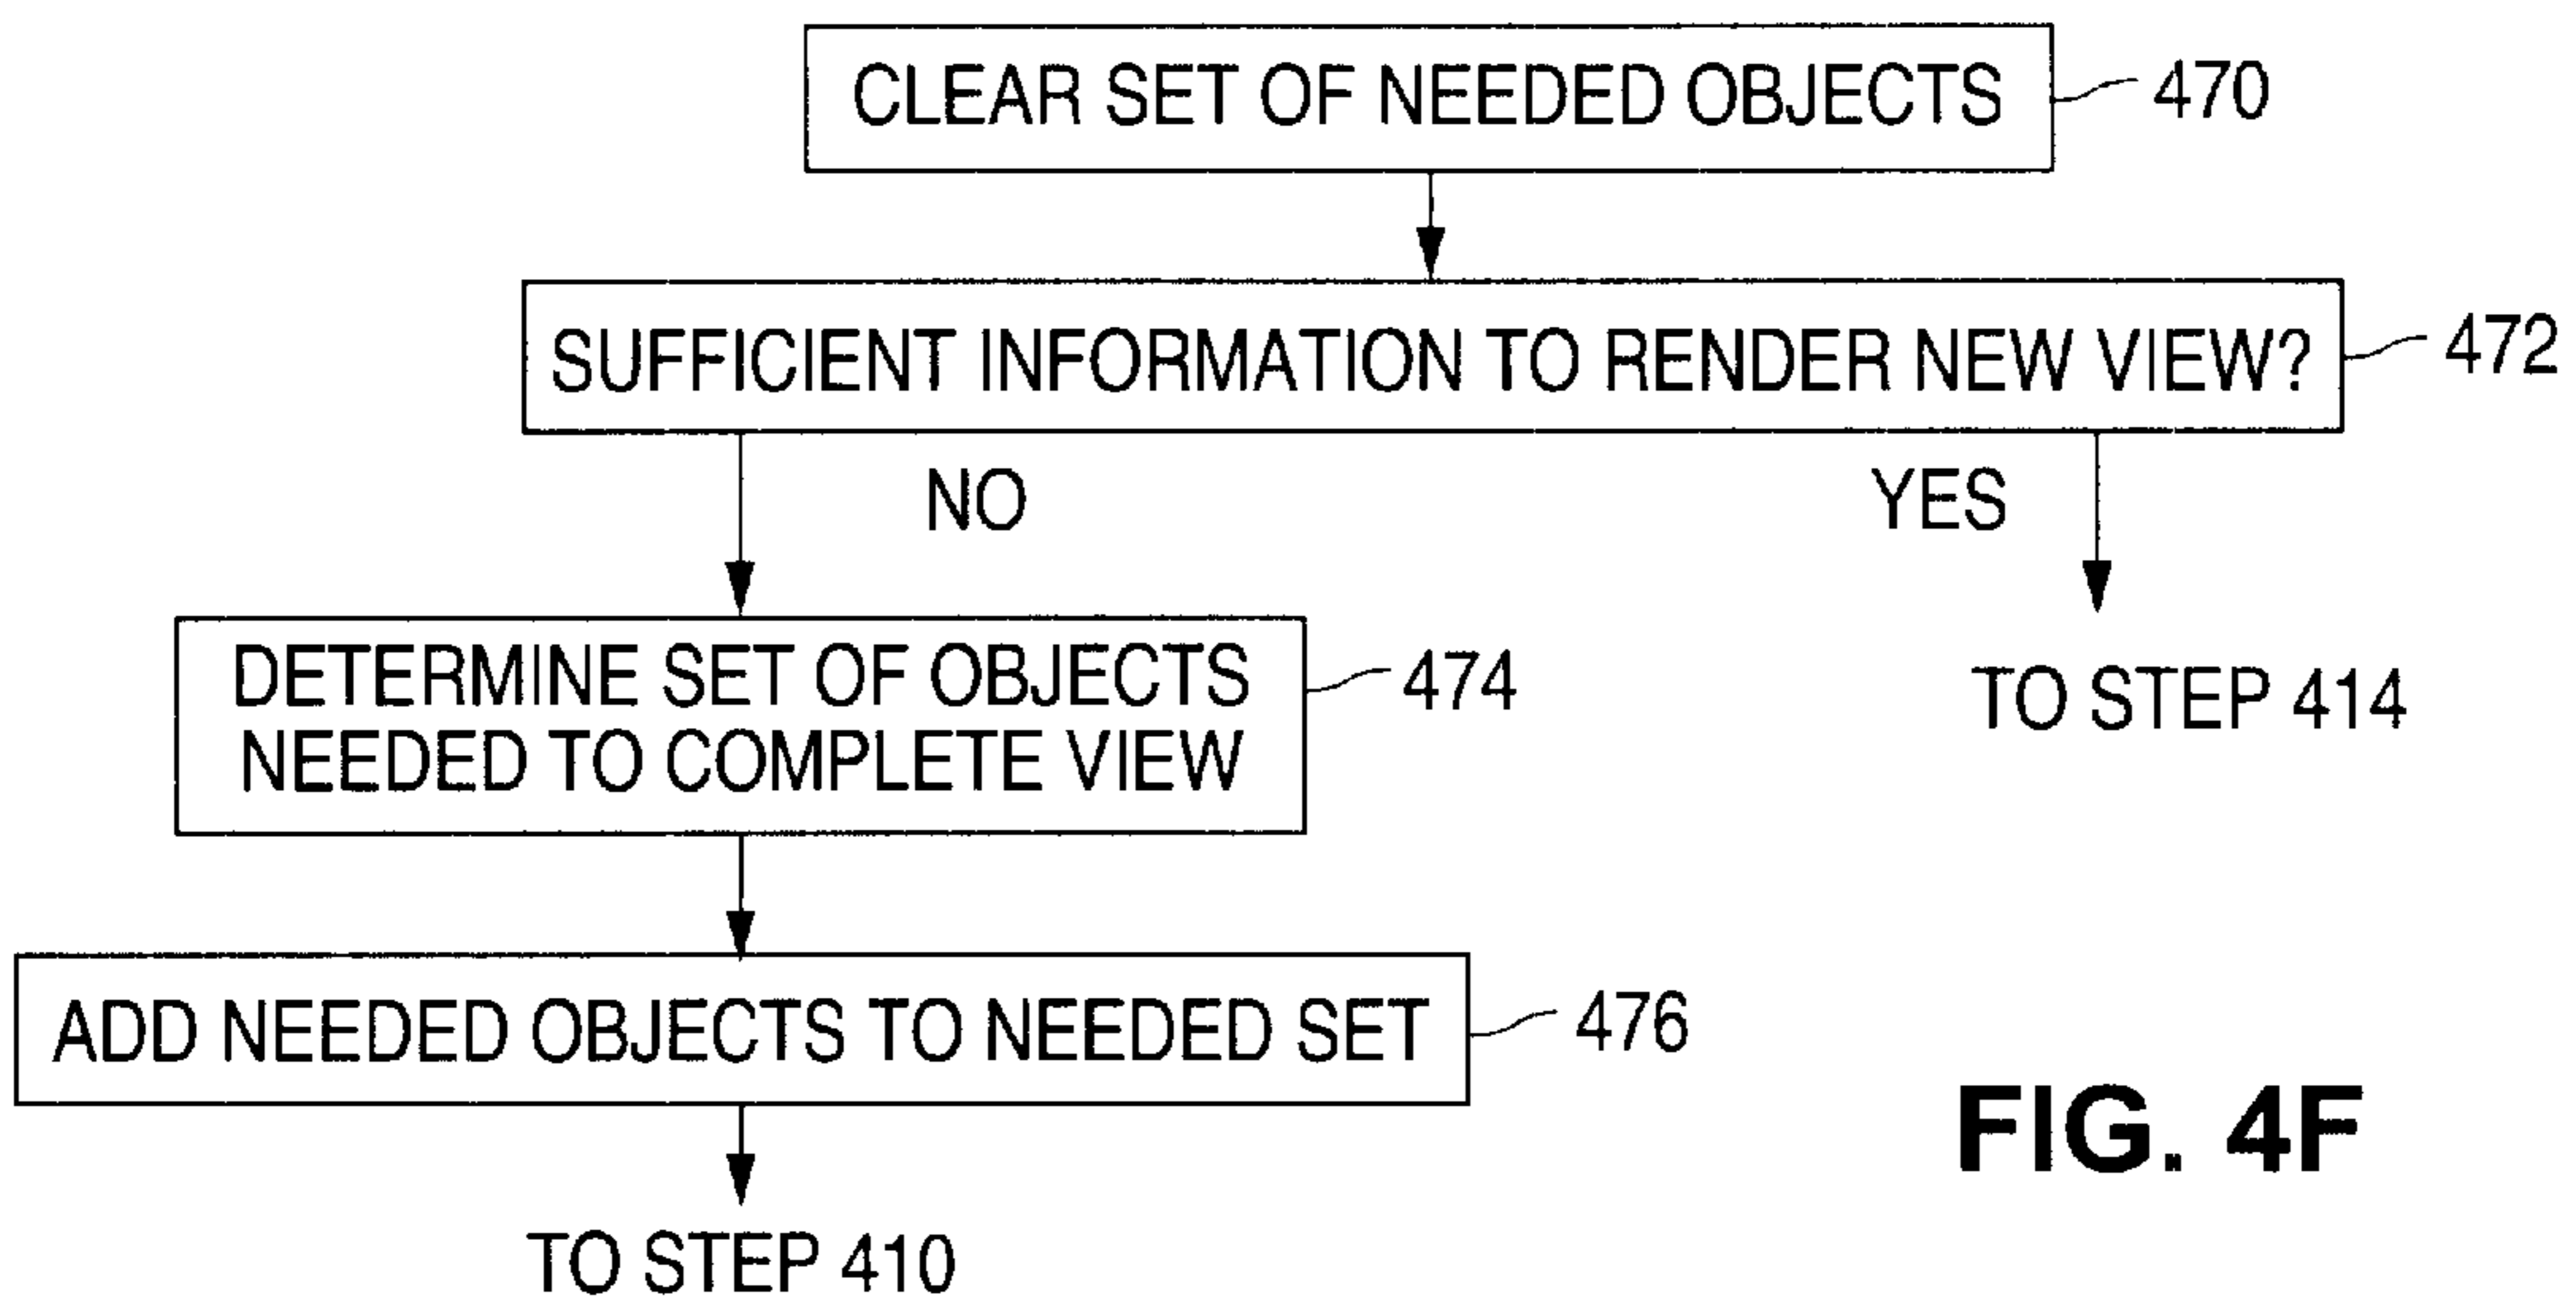 CLEAR SET OF NEEDED OBJECTS
470
SUFFICIENT INFORMATION TO RENDER NEW VIEW?
472
NO
YES
DETERMINE SET OF OBJECTS
NEEDED TO COMPLETE VIEW
474
TO STEP 414
ADD NEEDED OBJECTS TO NEEDED SET
476
TO STEP 410
FIG. 4F